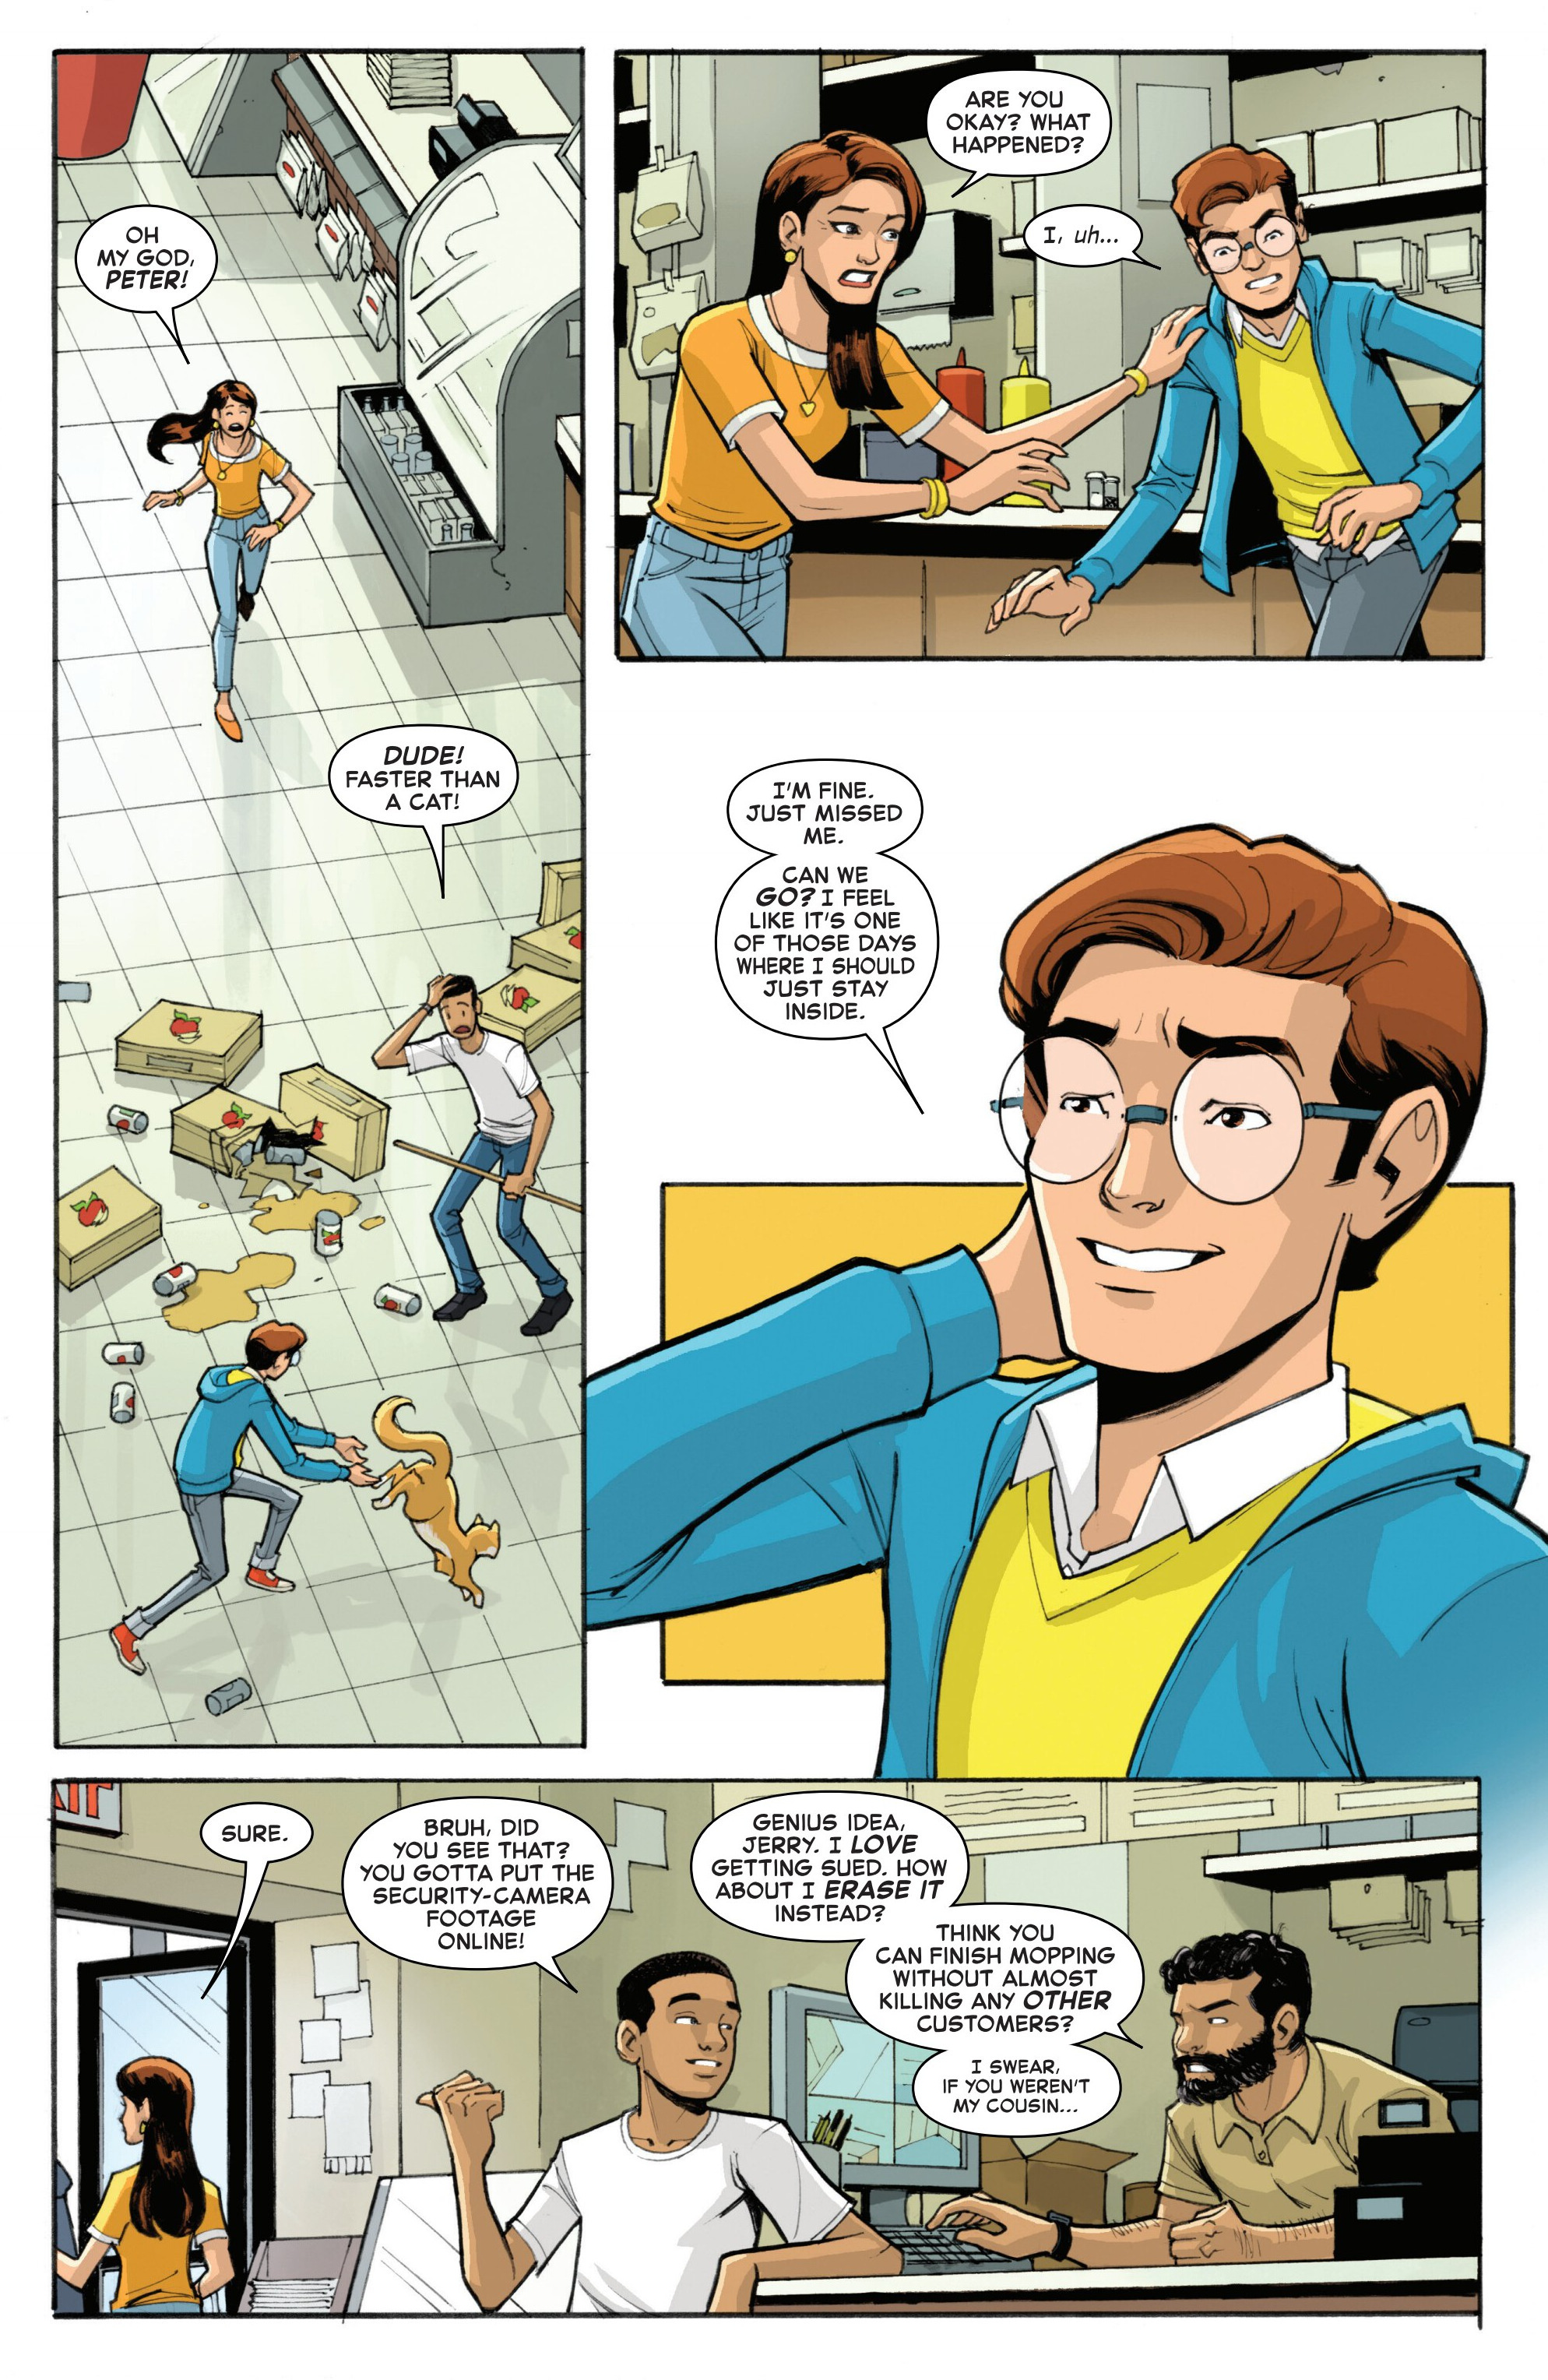 OH
MY GOD,
PETER!
DUDE!
FASTER THAN
A CAT!
ARE YOU
OKAY? WHAT
HAPPENED?
I, uh...
I'M FINE.
JUST MISSED
ME.
CAN WE
GO? I FEEL
LIKE IT'S ONE
OF THOSE DAYS
WHERE I SHOULD
JUST STAY
INSIDE.
SURE.
BRUH, DID
YOU SEE THAT?
YOU GOTTA PUT THE
SECURITY-CAMERA
FOOTAGE
ONLINE!
GENIUS IDEA,
JERRY. I LOVE
GETTING SUED. HOW
ABOUT I ERASE IT
INSTEAD?
THINK YOU
CAN FINISH MOPPING
WITHOUT ALMOST
KILLING ANY OTHER
CUSTOMERS?
I SWEAR,
IF YOU WEREN'T
MY COUSIN...